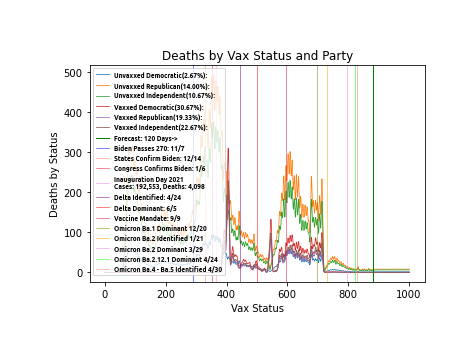 Deaths by Vax Status and Party
Deaths by Status
500
400
300
200
100
0
Unvaxxed Democratic(2.67%):
Unvaxxed Republican(14.00%):
Unvaxxed Independent(10.67%):
Vaxxed Democratic(30.67%):
Vaxxed Republican(19.33%):
Vaxxed Independent(22.67%):
Forecast: 120 Days->
Biden Passes 270: 11/7
States Confirm Biden: 12/14
Congress Confirms Biden: 1/6
Inauguration Day 2021
Cases: 192,553, Deaths: 4,098
Delta Identified: 4/24
Delta Dominant: 6/5
Vaccine Mandate: 9/9
Omicron Ba.1 Dominant 12/20
Omicron Ba.2 Identified 1/21
Omicron Ba.2 Dominant 3/29
Omicron Ba.2.12.1 Dominant 4/24
Omicron Ba.4 - Ba.5 Identified 4/30
0 200 400 600 800 1000
Vax Status